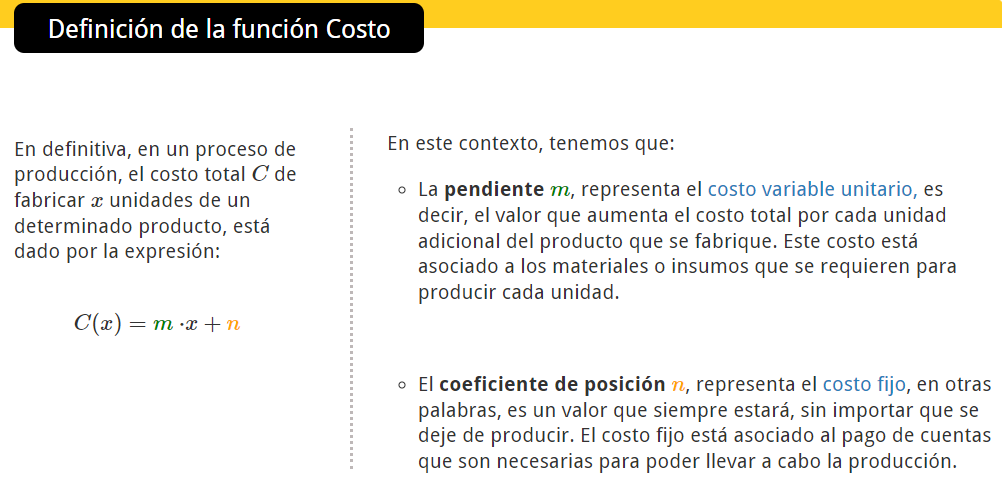 Definición de la función Costo
En definitiva, en un proceso de
producción, el costo total C de
fabricar x unidades de un
determinado producto, está
dado por la expresión:
C(x) = m ·x + n
En este contexto, tenemos que:
◦ La pendiente m, representa el costo variable unitario, es
decir, el valor que aumenta el costo total por cada unidad
adicional del producto que se fabrique. Este costo está
asociado a los materiales o insumos que se requieren para
producir cada unidad.
◦ El coeficiente de posición n, representa el costo fijo, en otras
palabras, es un valor que siempre estará, sin importar que se
deje de producir. El costo fijo está asociado al pago de cuentas
que son necesarias para poder llevar a cabo la producción.